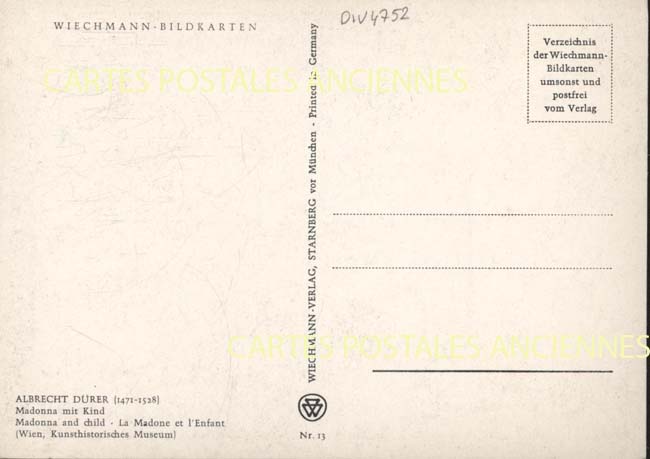 WIECHMANN-BILDKARTEN
DIV4752
Verzeichnis
der Wiechmann-
Bildkarten
umsonst und
postfrei
vom Verlag
CARTES POSTALES ANCIENNES
WIECHMANN-VERLAG, STARNBERG vor München - Printed in Germany
CARTES POSTALES ANCIENNES
ALBRECHT DÜRER (1471-1528)
Madonna mit Kind
Madonna and child · La Madone et l'Enfant
(Wien, Kunsthistorisches Museum)
Nr. 13